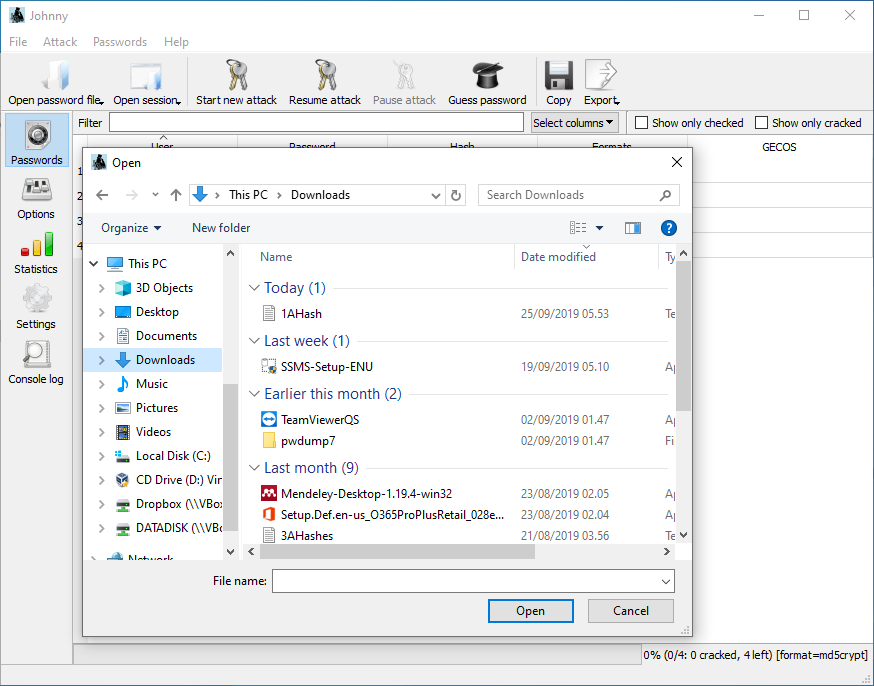 Johnny
File Attack Passwords Help
Open password file Open session Start new attack Resume attack Pause attack Guess password Copy Export
Filter Select columns Show only checked Show only cracked
Passwords
Options
Statistics
Settings
Console log
User Password Hash Formats GECOS
1
2
3
4
Open
This PC Downloads Search Downloads
Organize New folder
This PC
3D Objects
Desktop
Documents
Downloads
Music
Pictures
Videos
Local Disk (C:)
CD Drive (D:) Vir
Dropbox (\\VBo
DATADISK (\\VBo
Network
Name Date modified Ty
Today (1)
1AHash 25/09/2019 05.53 Te
Last week (1)
SSMS-Setup-ENU 19/09/2019 05.10 Ap
Earlier this month (2)
TeamViewerQS 02/09/2019 01.47 Ap
pwdump7 02/09/2019 01.47 Fi
Last month (9)
Mendeley-Desktop-1.19.4-win32 23/08/2019 02.05 Ap
Setup.Def.en-us_O365ProPlusRetail_028e... 23/08/2019 02.04 Ap
3AHashes 21/08/2019 03.56 Te
File name:
Open Cancel
0% (0/4: 0 cracked, 4 left) [format=md5crypt]